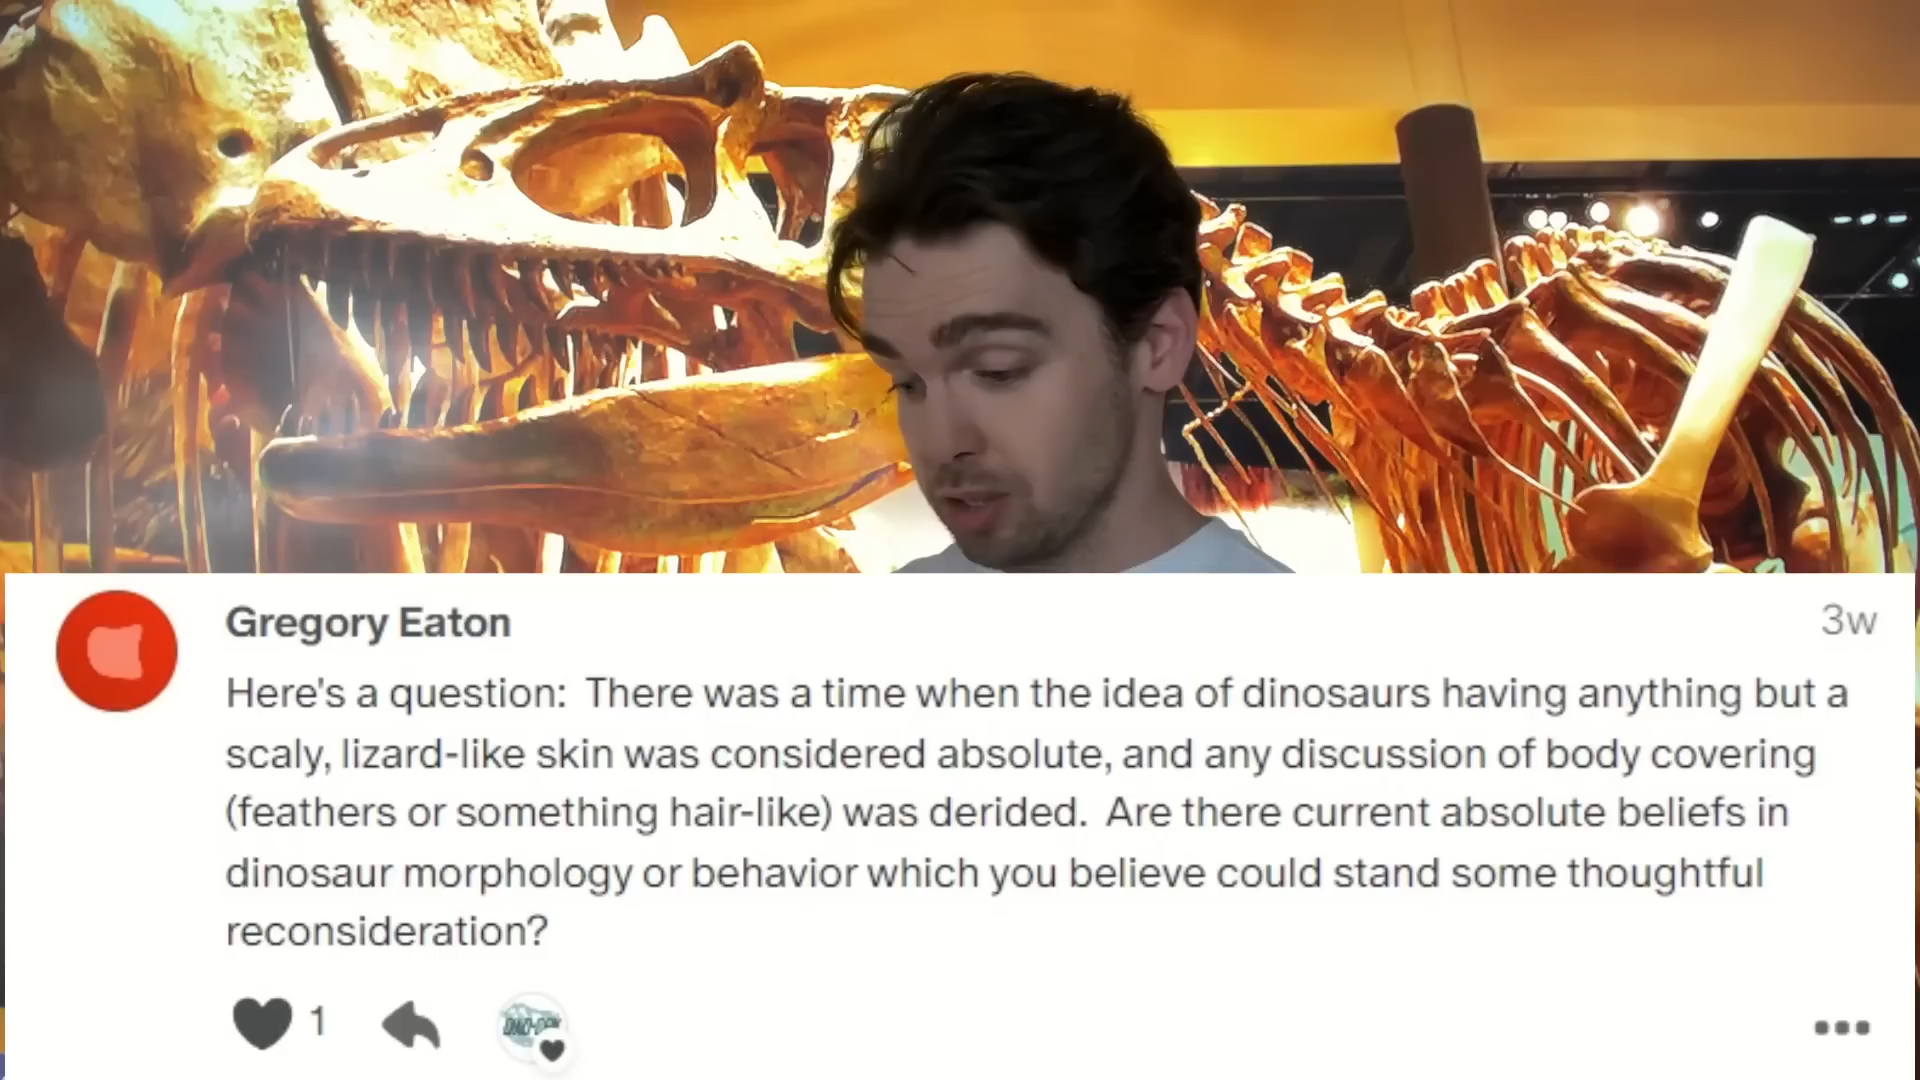 Gregory Eaton
3w
Here's a question:  There was a time when the idea of dinosaurs having anything but a
scaly, lizard-like skin was considered absolute, and any discussion of body covering
(feathers or something hair-like) was derided.  Are there current absolute beliefs in
dinosaur morphology or behavior which you believe could stand some thoughtful
reconsideration?
1